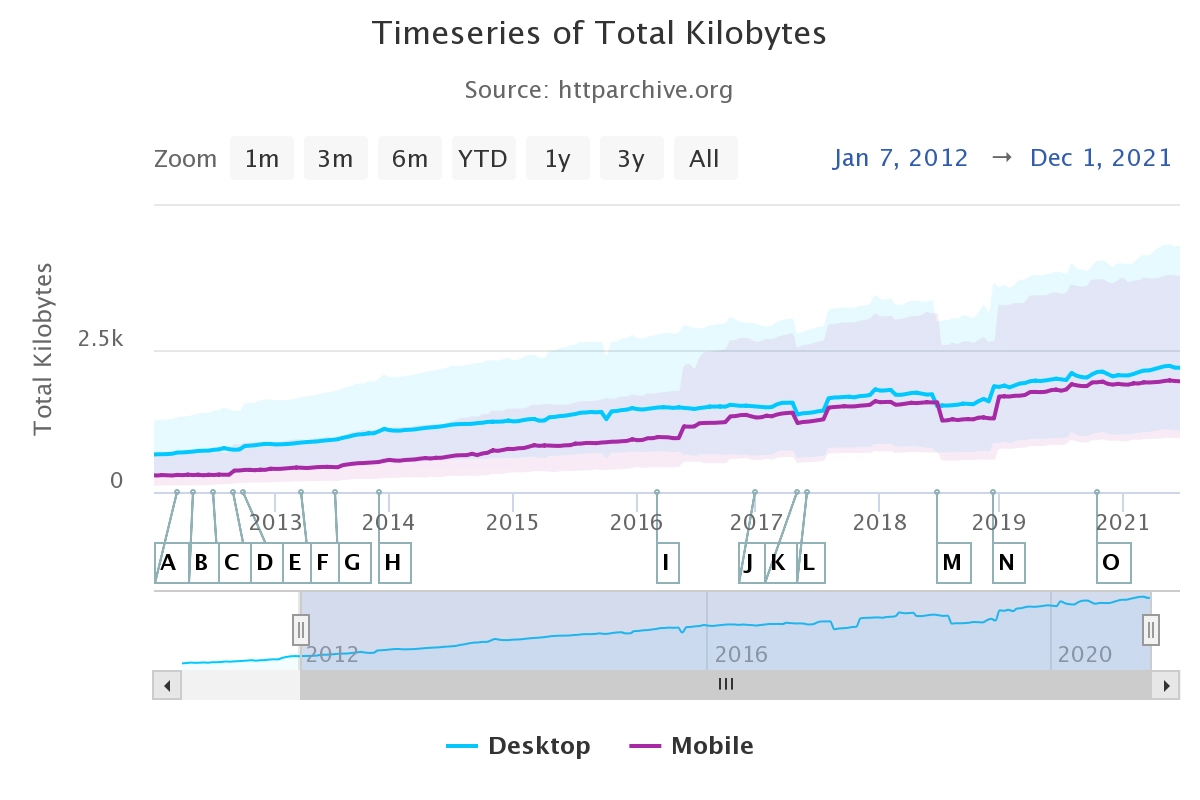 Timeseries of Total Kilobytes
Source: httparchive.org
Zoom 1m 3m 6m YTD 1y 3y All Jan 7, 2012 → Dec 1, 2021
Total Kilobytes
2.5k
0
2013 2014 2015 2016 2017 2018 2019 2021
A B C D E F G H I J K L M N O
2012 2016 2020
Desktop Mobile